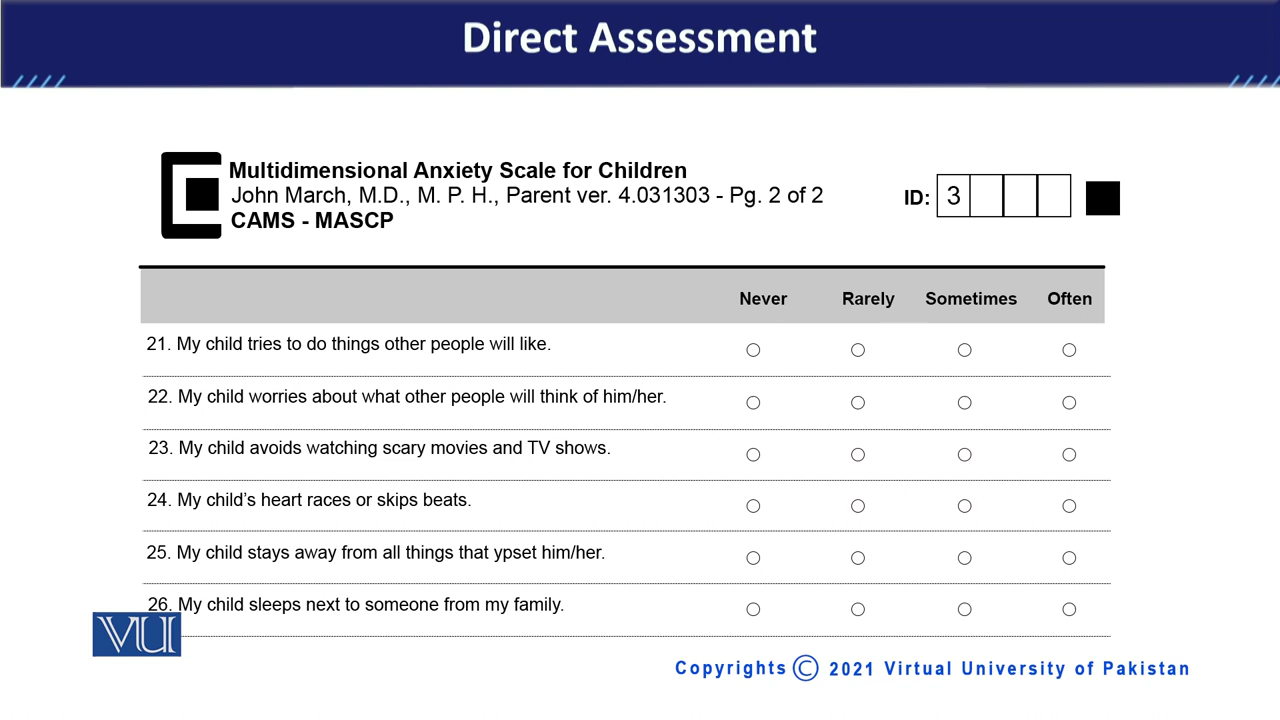 Direct Assessment
Multidimensional Anxiety Scale for Children
John March, M.D., M. P. H., Parent ver. 4.031303 - Pg. 2 of 2
CAMS - MASCP
ID: 3
Never Rarely Sometimes Often
21. My child tries to do things other people will like.
22. My child worries about what other people will think of him/her.
23. My child avoids watching scary movies and TV shows.
24. My child’s heart races or skips beats.
25. My child stays away from all things that ypset him/her.
26. My child sleeps next to someone from my family.
VU
Copyrights © 2021 Virtual University of Pakistan